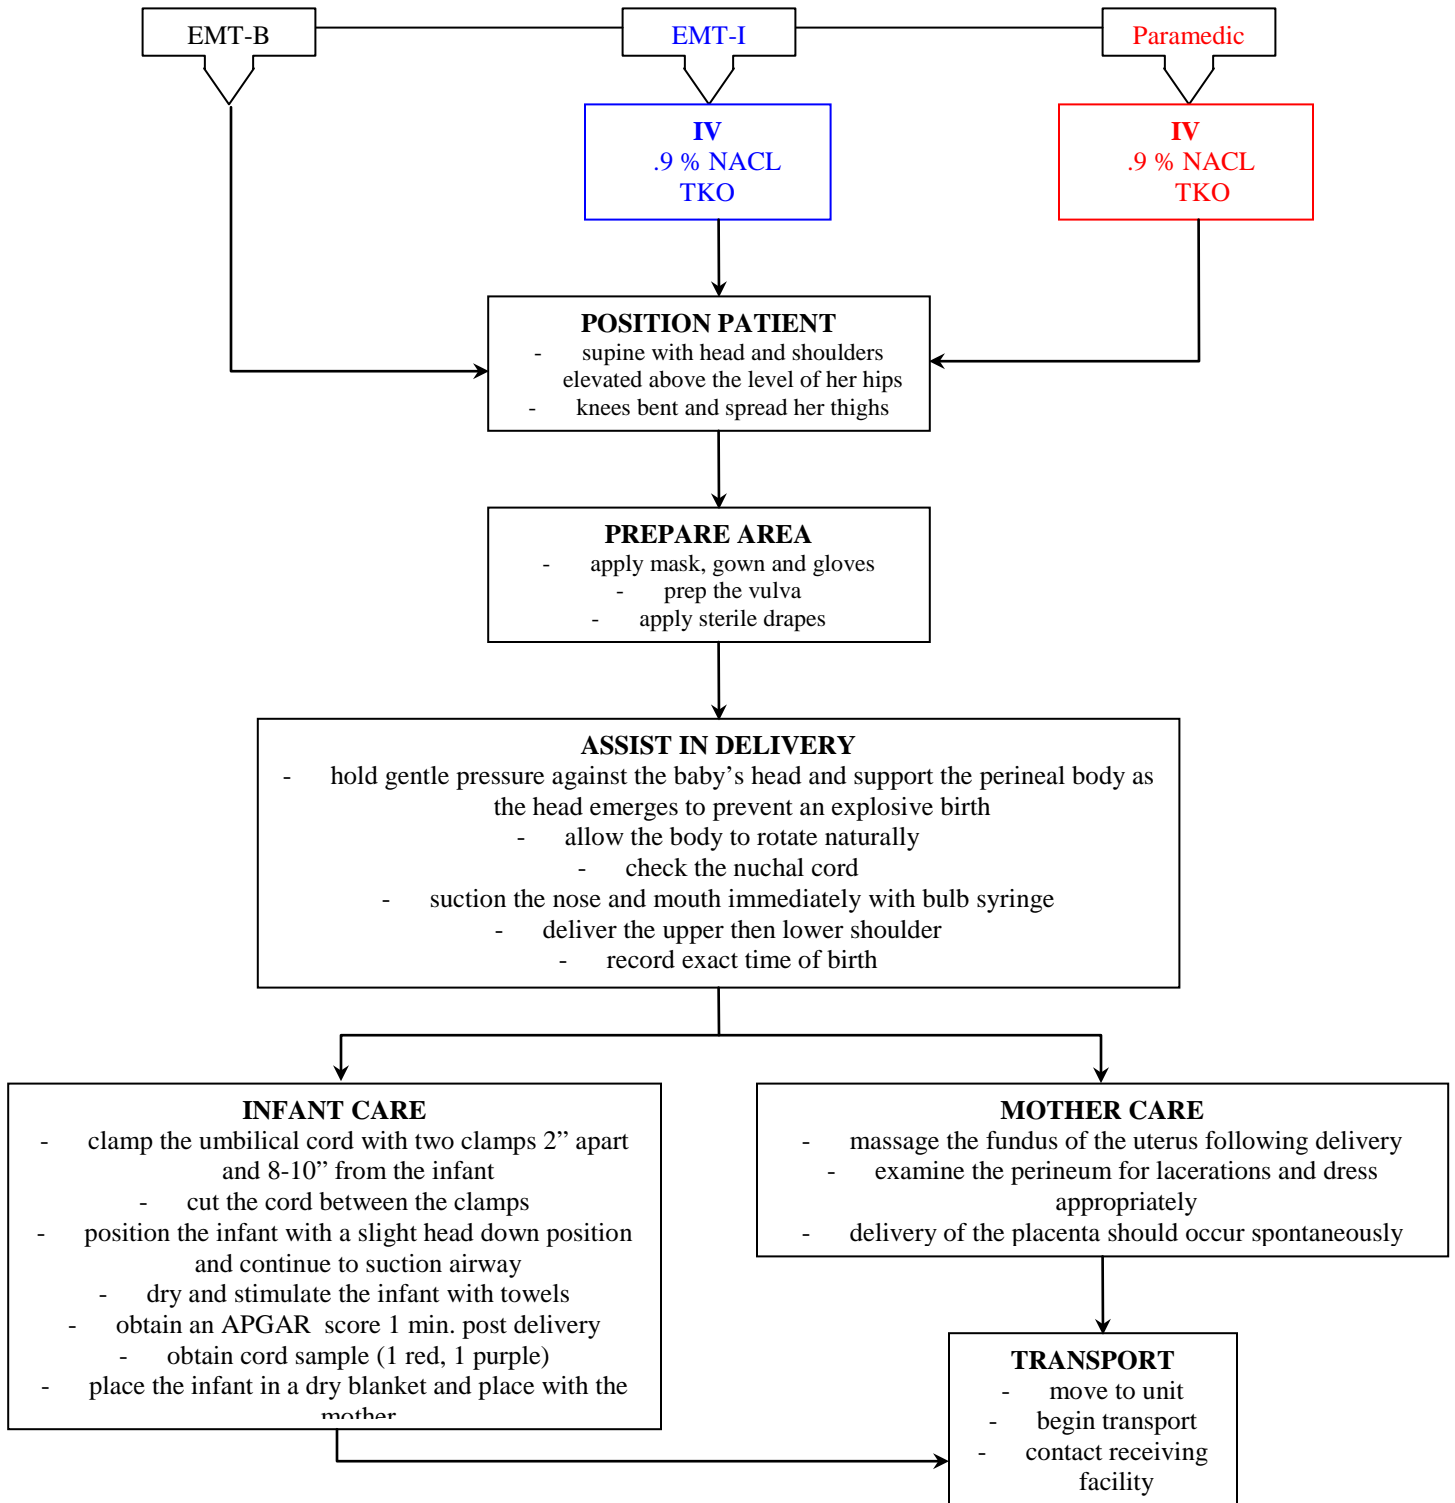 EMT-B
EMT-I
Paramedic
IV
.9 % NACL
TKO
IV
.9 % NACL
TKO
POSITION PATIENT
- supine with head and shoulders
elevated above the level of her hips
- knees bent and spread her thighs
PREPARE AREA
- apply mask, gown and gloves
- prep the vulva
- apply sterile drapes
ASSIST IN DELIVERY
- hold gentle pressure against the baby’s head and support the perineal body as
the head emerges to prevent an explosive birth
- allow the body to rotate naturally
- check the nuchal cord
- suction the nose and mouth immediately with bulb syringe
- deliver the upper then lower shoulder
- record exact time of birth
INFANT CARE
- clamp the umbilical cord with two clamps 2” apart
and 8-10” from the infant
- cut the cord between the clamps
- position the infant with a slight head down position
and continue to suction airway
- dry and stimulate the infant with towels
- obtain an APGAR score 1 min. post delivery
- obtain cord sample (1 red, 1 purple)
- place the infant in a dry blanket and place with the
mother
MOTHER CARE
- massage the fundus of the uterus following delivery
- examine the perineum for lacerations and dress
appropriately
- delivery of the placenta should occur spontaneously
TRANSPORT
- move to unit
- begin transport
- contact receiving
facility